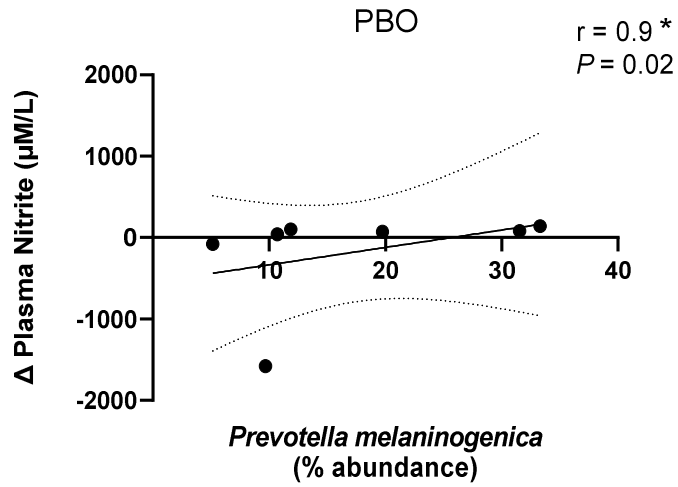 PBO
r = 0.9 *
P = 0.02
Δ Plasma Nitrite (µM/L)
2000
1000
0
-1000
-2000
10
20
30
40
Prevotella melaninogenica
(% abundance)